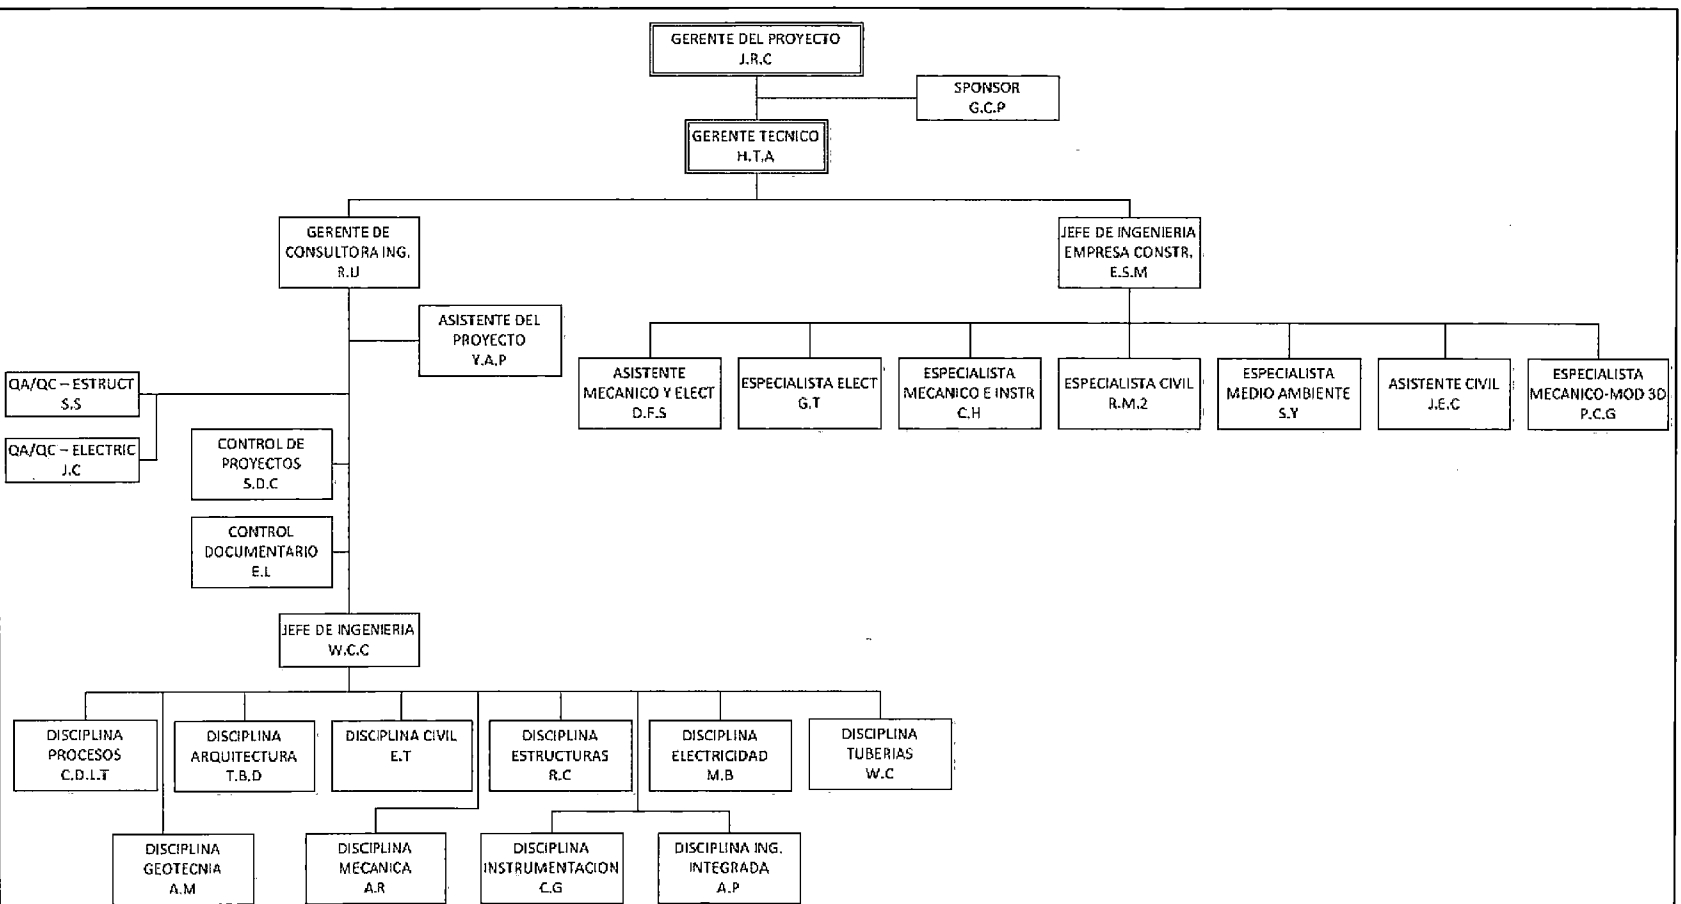 GERENTE DEL PROYECTO
J.R.C
SPONSOR
G.C.P
GERENTE TECNICO
H.T.A
GERENTE DE
CONSULTORA ING.
R.U
JEFE DE INGENIERIA
EMPRESA CONSTR.
E.S.M
ASISTENTE DEL
PROYECTO
Y.A.P
ASISTENTE
MECANICO Y ELECT
D.F.S
ESPECIALISTA ELECT
G.T
ESPECIALISTA
MECANICO E INSTR
C.H
ESPECIALISTA CIVIL
R.M.2
ESPECIALISTA
MEDIO AMBIENTE
S.Y
ASISTENTE CIVIL
J.E.C
ESPECIALISTA
MECANICO-MOD 3D
P.C.G
QA/QC – ESTRUCT
S.S
QA/QC – ELECTRIC
J.C
CONTROL DE
PROYECTOS
S.D.C
CONTROL
DOCUMENTARIO
E.L
JEFE DE INGENIERIA
W.C.C
DISCIPLINA
PROCESOS
C.D.L.T
DISCIPLINA
ARQUITECTURA
T.B.D
DISCIPLINA CIVIL
E.T
DISCIPLINA
ESTRUCTURAS
R.C
DISCIPLINA
ELECTRICIDAD
M.B
DISCIPLINA
TUBERIAS
W.C
DISCIPLINA
GEOTECNIA
A.M
DISCIPLINA
MECANICA
A.R
DISCIPLINA
INSTRUMENTACION
C.G
DISCIPLINA ING.
INTEGRADA
A.P